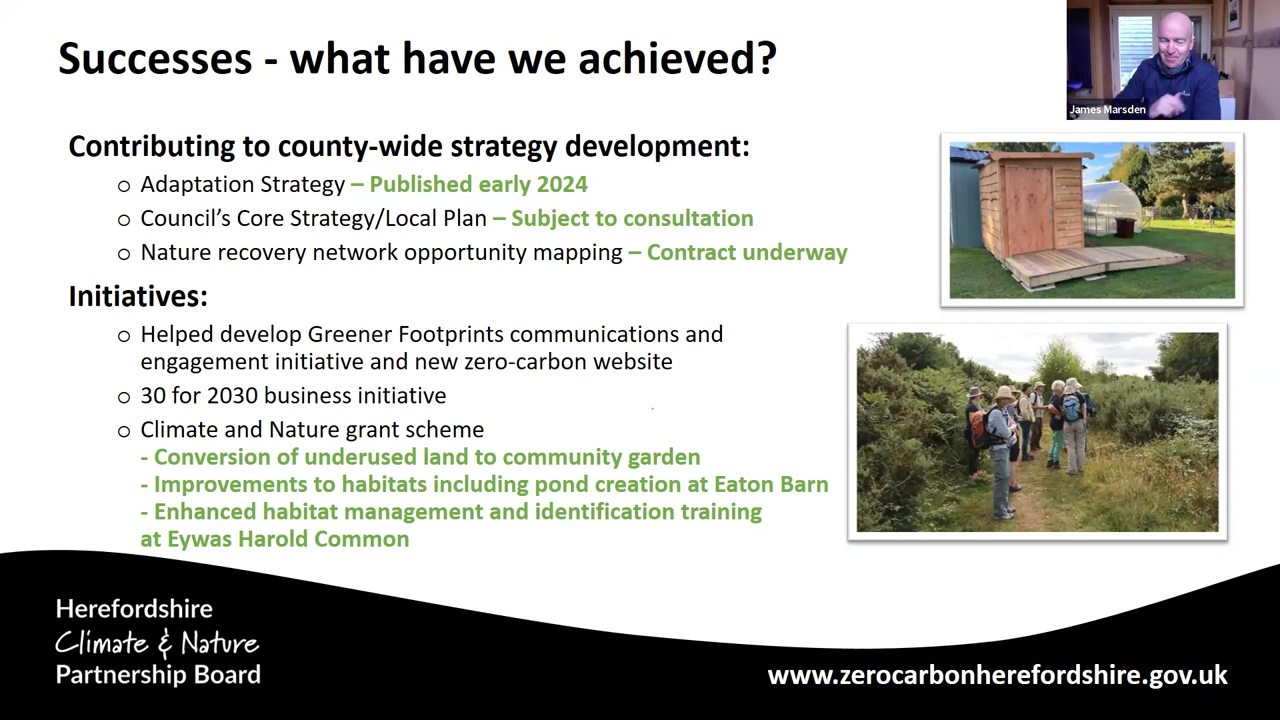 Successes - what have we achieved?
James Marsden
Contributing to county-wide strategy development:
o Adaptation Strategy – Published early 2024
o Council’s Core Strategy/Local Plan – Subject to consultation
o Nature recovery network opportunity mapping – Contract underway
Initiatives:
o Helped develop Greener Footprints communications and
engagement initiative and new zero-carbon website
o 30 for 2030 business initiative
o Climate and Nature grant scheme
- Conversion of underused land to community garden
- Improvements to habitats including pond creation at Eaton Barn
- Enhanced habitat management and identification training
at Eywas Harold Common
Herefordshire
Climate & Nature
Partnership Board
www.zerocarbonherefordshire.gov.uk